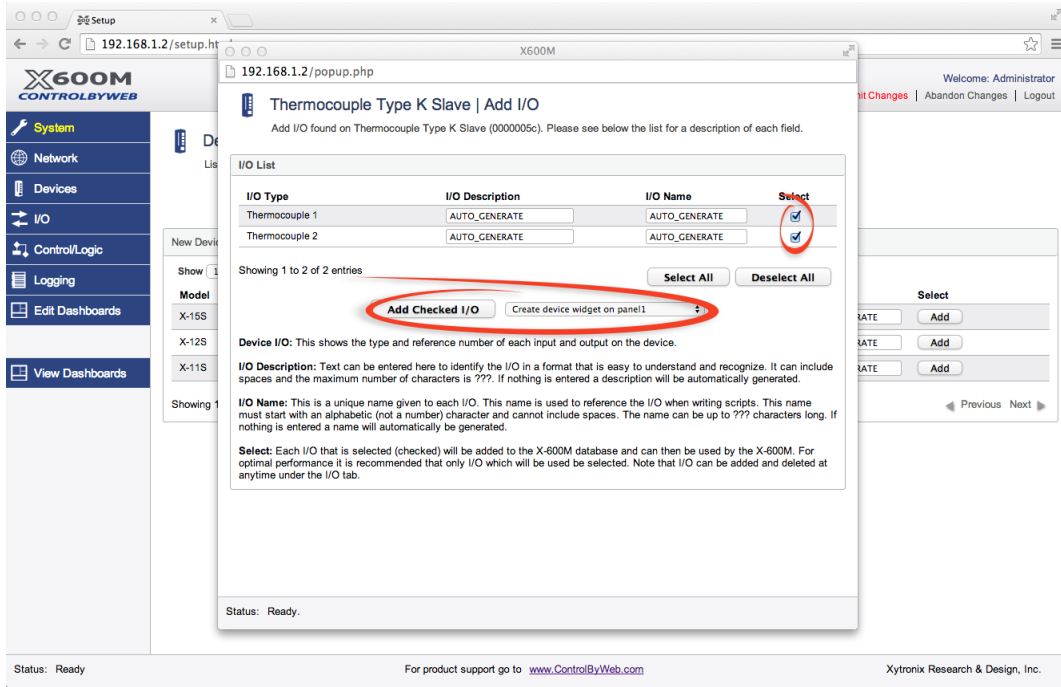 Setup
192.168.1.2/setup.ht
X600M
192.168.1.2/popup.php
X600M
CONTROLBYWEB
Welcome: Administrator
nit Changes | Abandon Changes | Logout
System
Network
Devices
I/O
Control/Logic
Logging
Edit Dashboards
View Dashboards
De
Lis
New Devi
Show 1
Model
X-15S
X-12S
X-11S
Showing 1
Thermocouple Type K Slave | Add I/O
Add I/O found on Thermocouple Type K Slave (0000005c). Please see below the list for a description of each field.
I/O List
I/O Type I/O Description I/O Name Select
Thermocouple 1 AUTO_GENERATE AUTO_GENERATE
Thermocouple 2 AUTO_GENERATE AUTO_GENERATE
Showing 1 to 2 of 2 entries
Select All Deselect All
Add Checked I/O Create device widget on panel1
Device I/O: This shows the type and reference number of each input and output on the device.
I/O Description: Text can be entered here to identify the I/O in a format that is easy to understand and recognize. It can include
spaces and the maximum number of characters is ???. If nothing is entered a description will be automatically generated.
I/O Name: This is a unique name given to each I/O. This name is used to reference the I/O when writing scripts. This name
must start with an alphabetic (not a number) character and cannot include spaces. The name can be up to ??? characters long. If
nothing is entered a name will automatically be generated.
Select: Each I/O that is selected (checked) will be added to the X-600M database and can then be used by the X-600M. For
optimal performance it is recommended that only I/O which will be used be selected. Note that I/O can be added and deleted at
anytime under the I/O tab.
Status: Ready.
Select
RATE Add
RATE Add
RATE Add
Previous Next
Status: Ready
For product support go to www.ControlByWeb.com
Xytronix Research & Design, Inc.